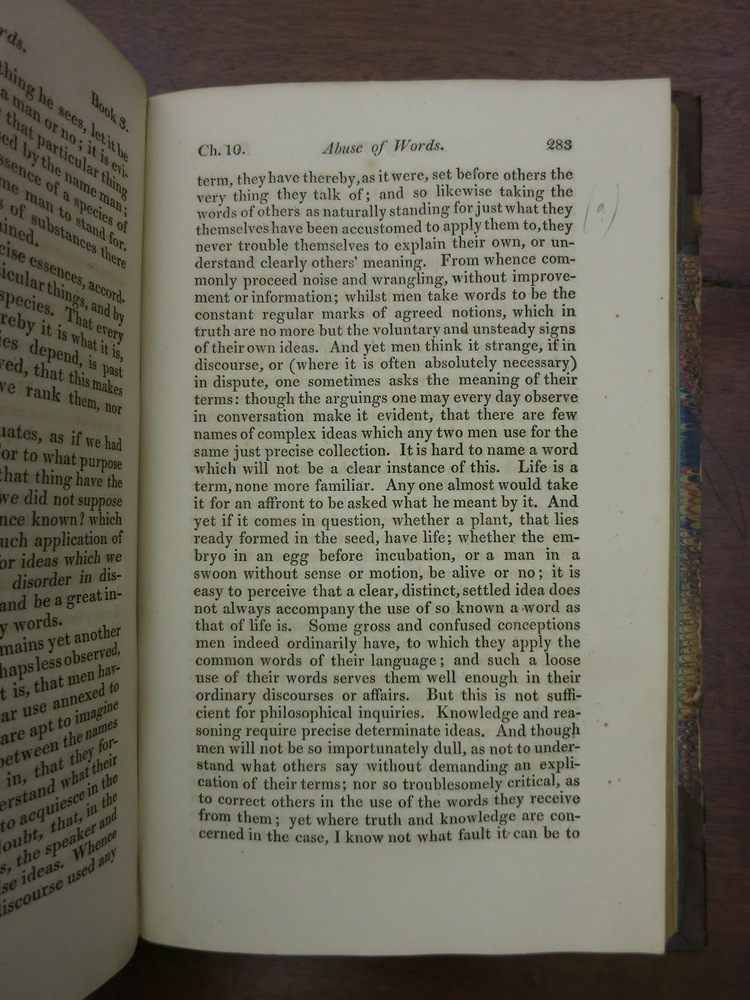 rds.
Book 3.
thing he sees, let it be
a man or no; it is evi-
that particular thing
ed by the name man;
ssence of a species of
me man to stand for.
s of substances there
ined.
cise essences, accord.
icular things, and by
species. That every
reby it is what it is,
ies depend, is past
ved, that this makes
ve rank them, nor
uates, as if we had
or to what purpose
that thing have the
we did not suppose
nce known! which
uch application of
or ideas which we
disorder in dis-
and be a great in-
y words.
mains yet another
haps less observed,
t is, that men hav-
ar use annexed to
are apt to imagine
between the names
in, that they for-
erstand what their
to acquiesce in the
doubt, that, in the
s, the speaker and
se ideas. Whence
discourse used any
Ch. 10. Abuse of Words. 283
term, they have thereby, as it were, set before others the
very thing they talk of; and so likewise taking the
words of others as naturally standing for just what they
themselves have been accustomed to apply them to, they
never trouble themselves to explain their own, or un-
derstand clearly others' meaning. From whence com-
monly proceed noise and wrangling, without improve-
ment or information; whilst men take words to be the
constant regular marks of agreed notions, which in
truth are no more but the voluntary and unsteady signs
of their own ideas. And yet men think it strange, if in
discourse, or (where it is often absolutely necessary)
in dispute, one sometimes asks the meaning of their
terms: though the arguings one may every day observe
in conversation make it evident, that there are few
names of complex ideas which any two men use for the
same just precise collection. It is hard to name a word
which will not be a clear instance of this. Life is a
term, none more familiar. Any one almost would take
it for an affront to be asked what he meant by it. And
yet if it comes in question, whether a plant, that lies
ready formed in the seed, have life; whether the em-
bryo in an egg before incubation, or a man in a
swoon without sense or motion, be alive or no; it is
easy to perceive that a clear, distinct, settled idea does
not always accompany the use of so known a word as
that of life is. Some gross and confused conceptions
men indeed ordinarily have, to which they apply the
common words of their language; and such a loose
use of their words serves them well enough in their
ordinary discourses or affairs. But this is not suffi-
cient for philosophical inquiries. Knowledge and rea-
soning require precise determinate ideas. And though
men will not be so importunately dull, as not to under-
stand what others say without demanding an expli-
cation of their terms; nor so troublesomely critical, as
to correct others in the use of the words they receive
from them; yet where truth and knowledge are con-
cerned in the case, I know not what fault it can be to